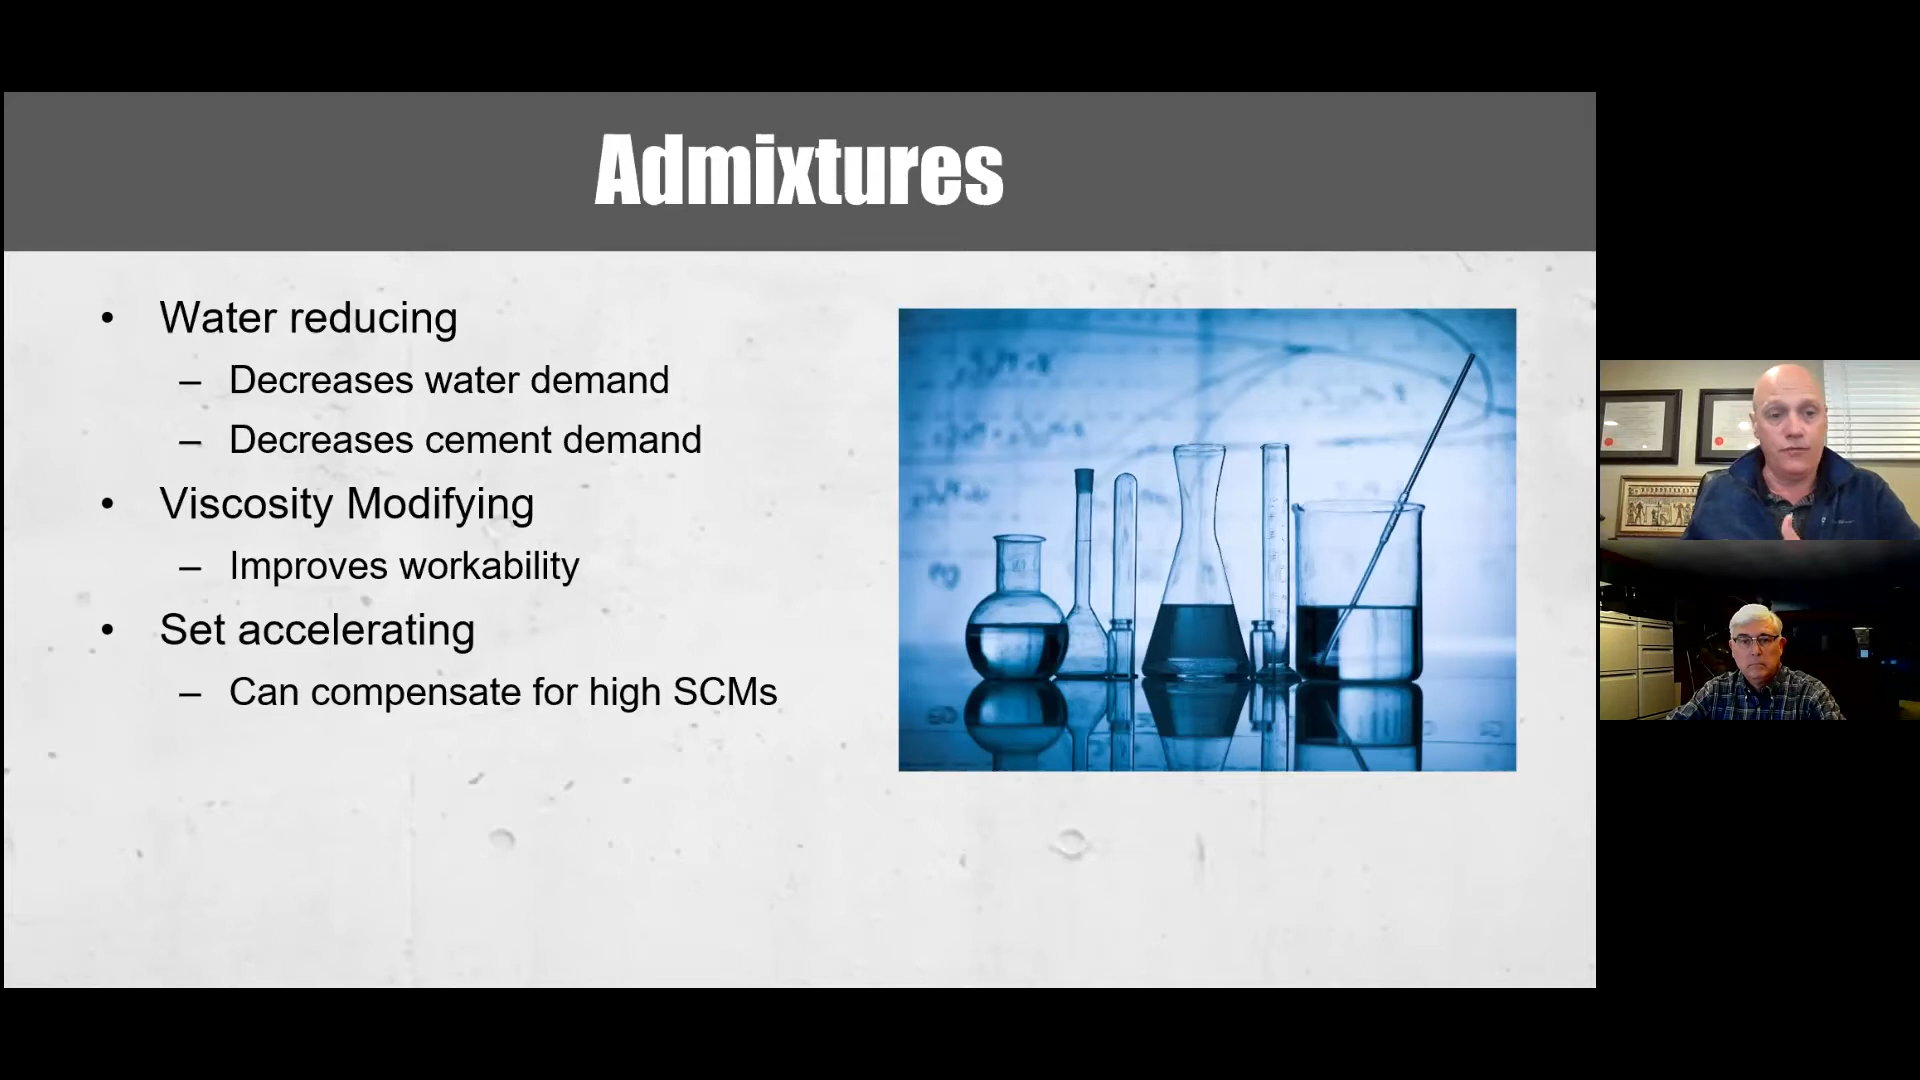 Admixtures
• Water reducing
– Decreases water demand
– Decreases cement demand
• Viscosity Modifying
– Improves workability
• Set accelerating
– Can compensate for high SCMs